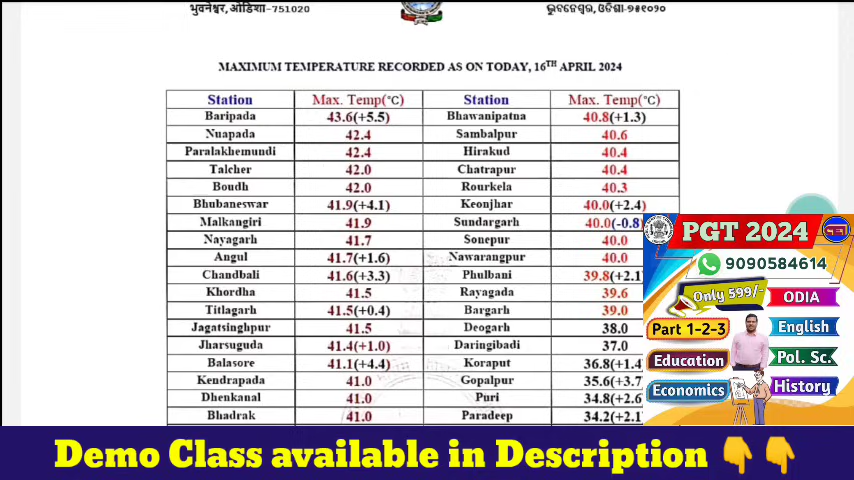 भुवनेश्वर, ओडिशा-751020
ଭୁବନେଶ୍ୱର, ଓଡିଶା-୭୫୧୦୨୦
MAXIMUM TEMPERATURE RECORDED AS ON TODAY, 16TH APRIL 2024
Station Max. Temp(°C) Station Max. Temp(°C)
Baripada 43.6(+5.5) Bhawanipatna 40.8(+1.3)
Nuapada 42.4 Sambalpur 40.6
Paralakhemundi 42.4 Hirakud 40.4
Talcher 42.0 Chatrapur 40.4
Boudh 42.0 Rourkela 40.3
Bhubaneswar 41.9(+4.1) Keonjhar 40.0(+2.4)
Malkangiri 41.9 Sundargarh 40.0(-0.8)
Nayagarh 41.7 Sonepur 40.0
Angul 41.7(+1.6) Nawarangpur 40.0
Chandbali 41.6(+3.3) Phulbani 39.8(+2.1)
Khordha 41.5 Rayagada 39.6
Titlagarh 41.5(+0.4) Bargarh 39.0
Jagatsinghpur 41.5 Deogarh 38.0
Jharsuguda 41.4(+1.0) Daringibadi 37.0
Balasore 41.1(+4.4) Koraput 36.8(+1.4
Kendrapada 41.0 Gopalpur 35.6(+3.7
Dhenkanal 41.0 Puri 34.8(+2.6
Bhadrak 41.0 Paradeep 34.2(+2.1
PGT 2024
9090584614
Only 599/-
ODIA
Part 1-2-3
English
Education
Pol. Sc.
Economics
History
Demo Class available in Description 👇👇